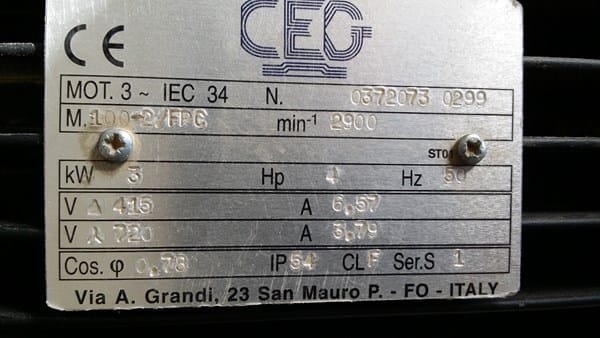 CE CEG
MOT. 3 ~ IEC 34 N. 0372073 0299
M. 100-2/FPC min-1 2900
ST01
kW 3 Hp 4 Hz 50
V △ 415 A 6,57
V ⅄ 720 A 3,79
Cos. φ 0,78 IP 54 CL F Ser.S 1
Via A. Grandi, 23 San Mauro P. - FO - ITALY